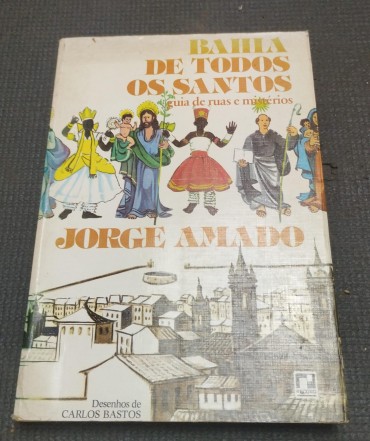 BAHIA
DE TODOS
OS SANTOS
guia de ruas e mistérios
JORGE AMADO
Desenhos de
CARLOS BASTOS